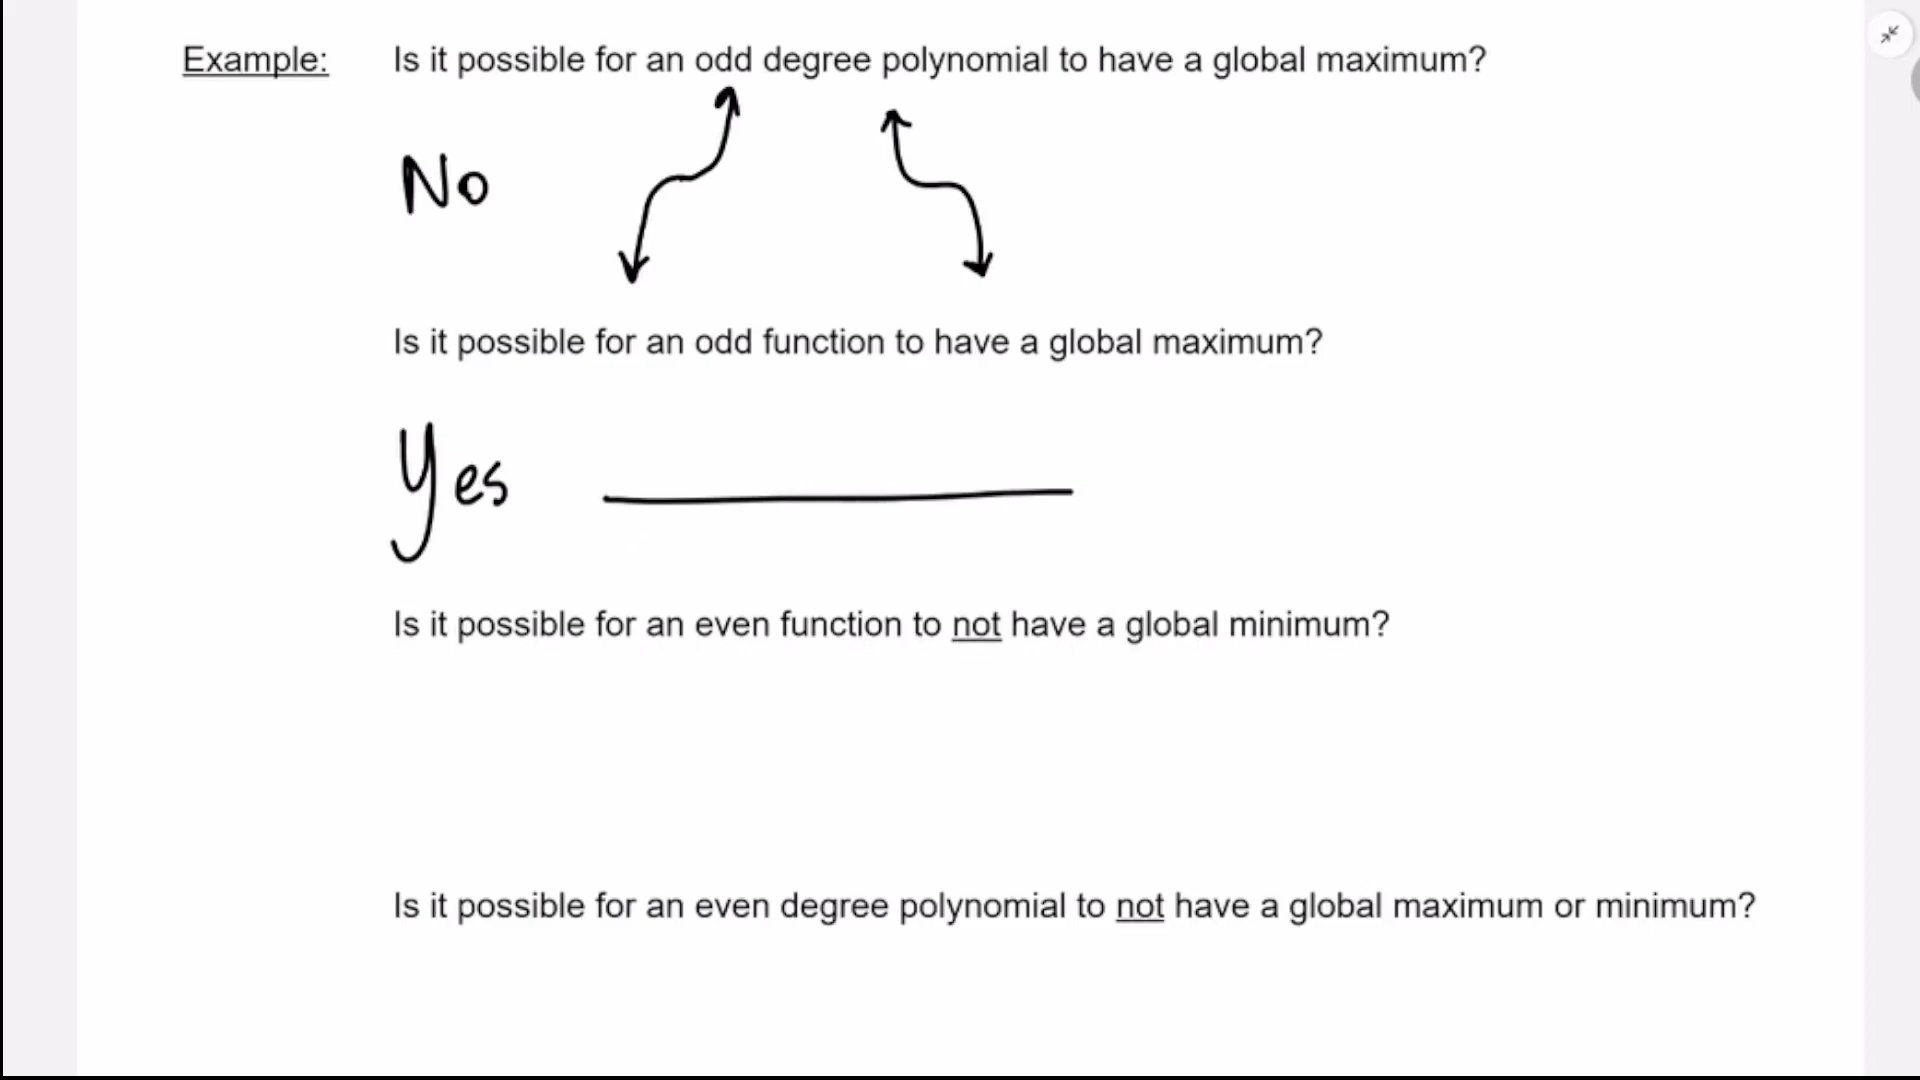 Example: Is it possible for an odd degree polynomial to have a global maximum?
No
Is it possible for an odd function to have a global maximum?
Yes
Is it possible for an even function to not have a global minimum?
Is it possible for an even degree polynomial to not have a global maximum or minimum?